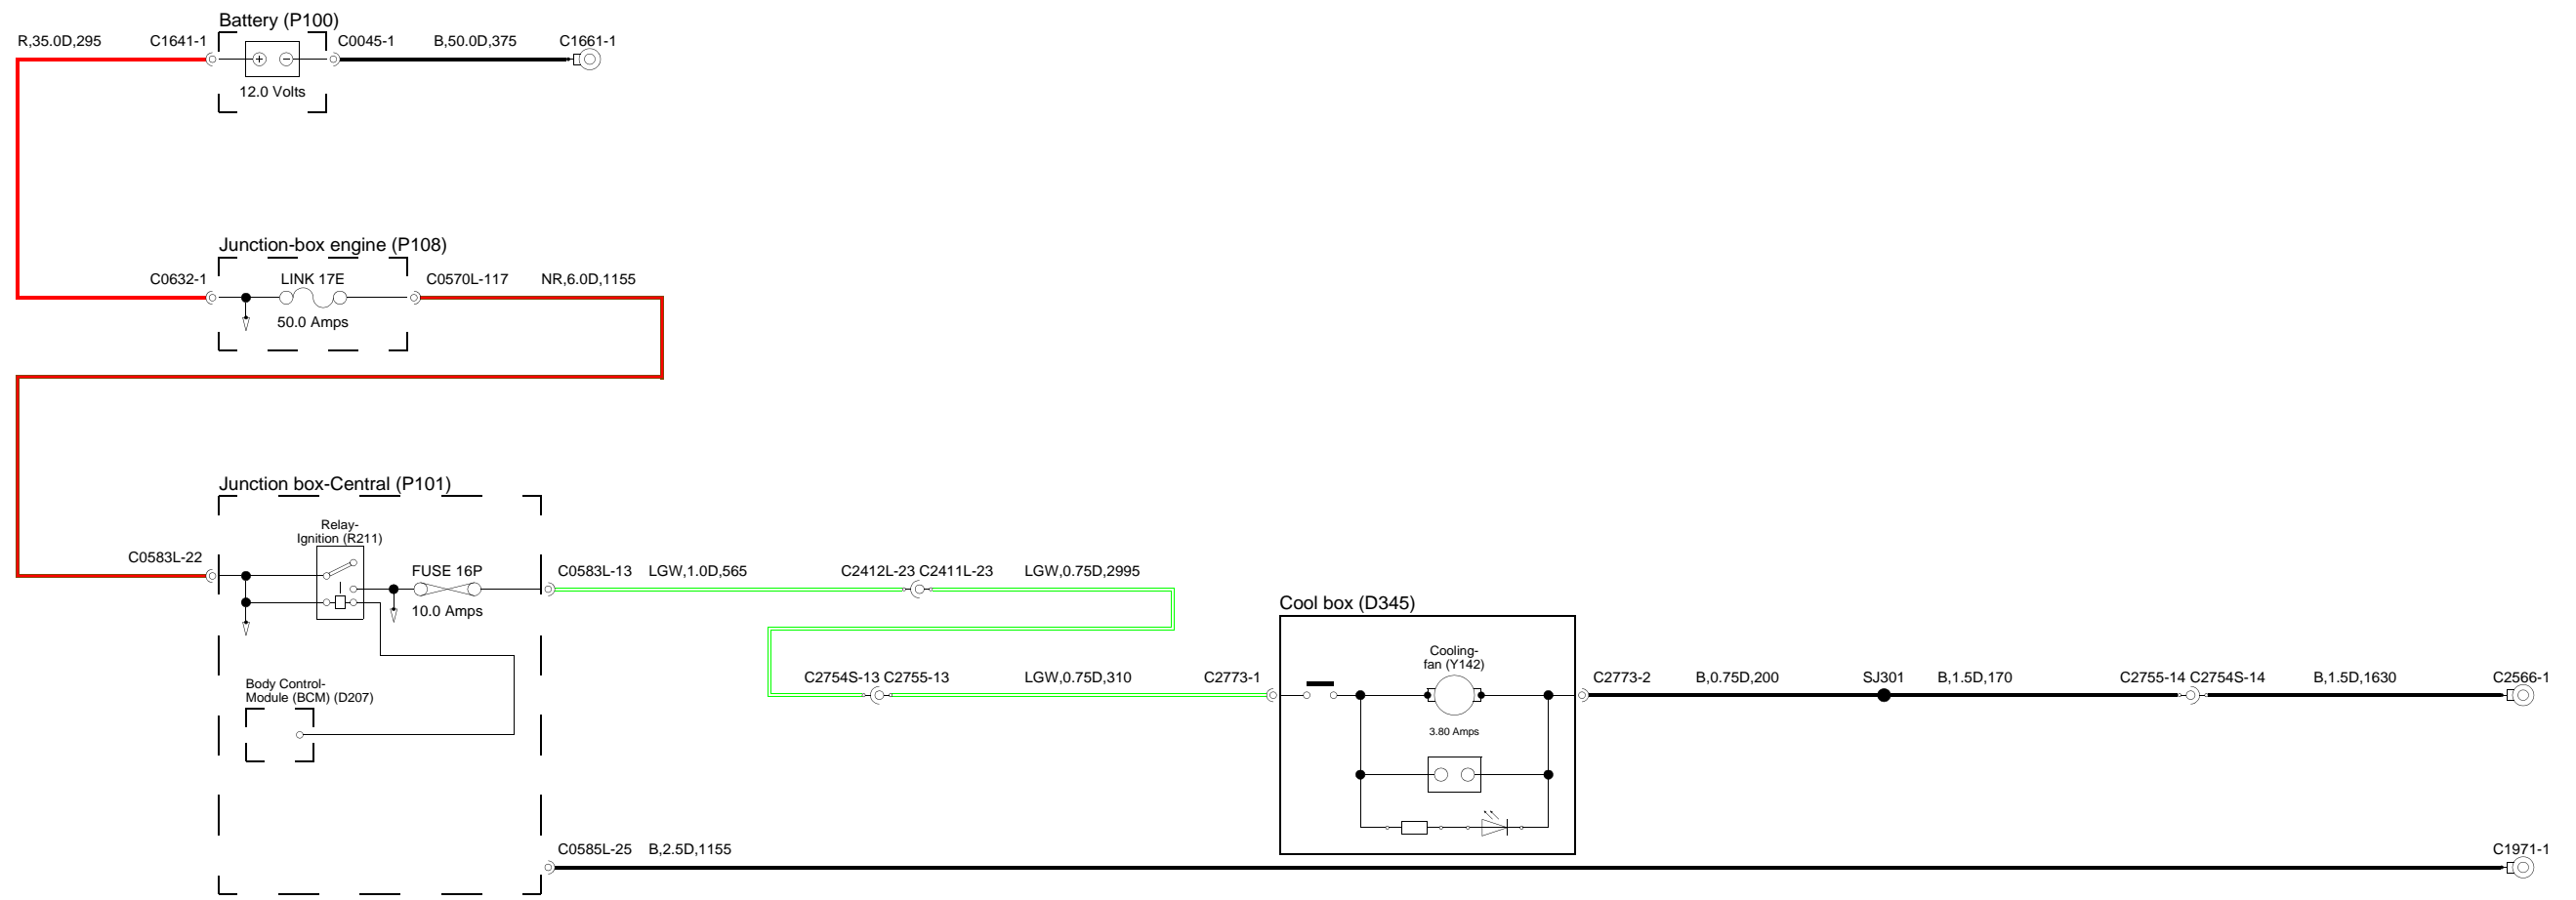 Battery (P100)
R,35.0D,295
C1641-1
C0045-1
B,50.0D,375
C1661-1
12.0 Volts
Junction-box engine (P108)
C0632-1
LINK 17E
C0570L-117
NR,6.0D,1155
50.0 Amps
Junction box-Central (P101)
Relay-
Ignition (R211)
C0583L-22
FUSE 16P
10.0 Amps
C0583L-13
LGW,1.0D,565
C2412L-23
C2411L-23
LGW,0.75D,2995
Cool box (D345)
Cooling-
fan (Y142)
3.80 Amps
C2754S-13
C2755-13
LGW,0.75D,310
C2773-1
C2773-2
B,0.75D,200
SJ301
B,1.5D,170
C2755-14
C2754S-14
B,1.5D,1630
C2566-1
Body Control-
Module (BCM) (D207)
C0585L-25
B,2.5D,1155
C1971-1